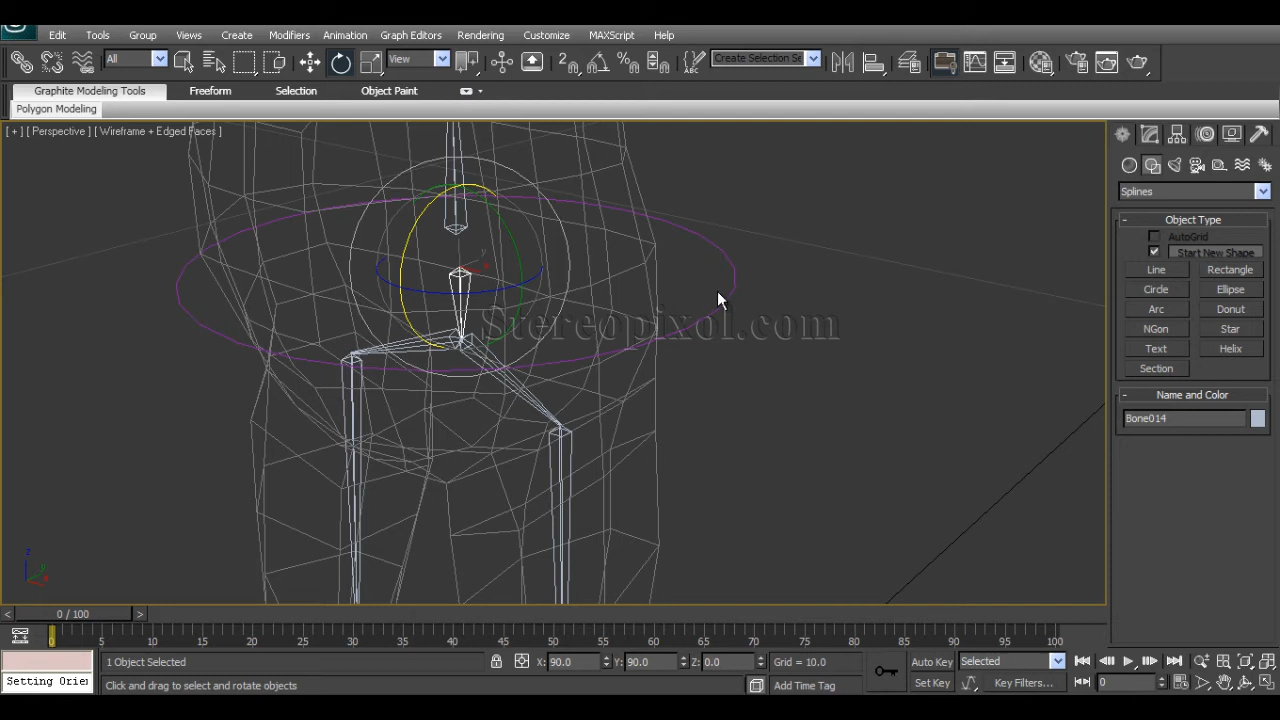 Edit Tools Group Views Create Modifiers Animation Graph Editors Rendering Customize MAXScript Help
All View Create Selection Se
Graphite Modeling Tools Freeform Selection Object Paint
Polygon Modeling
[ + ] [ Perspective ] [ Wireframe + Edged Faces ]
Splines
- Object Type
AutoGrid
Start New Shape
Line Rectangle
Circle Ellipse
Arc Donut
NGon Star
Text Helix
Section
- Name and Color
Bone014
y
x
Stereopixol.com
z
y
x
< 0 / 100 >
0 5 10 15 20 25 30 35 40 45 50 55 60 65 70 75 80 85 90 95 100
1 Object Selected X: 90.0 Y: 90.0 Z: 0.0 Grid = 10.0 Auto Key Selected
Setting Orier Click and drag to select and rotate objects Add Time Tag Set Key Key Filters... 0